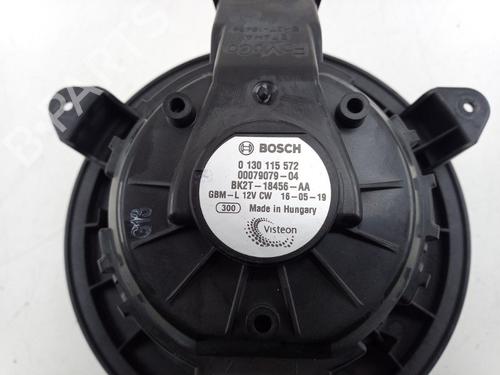 BOSCH
0 130 115 572
00079079-04
BK2T-18456-AA
GBM-L 12V CW 16-05-19
300 Made in Hungary
Visteon